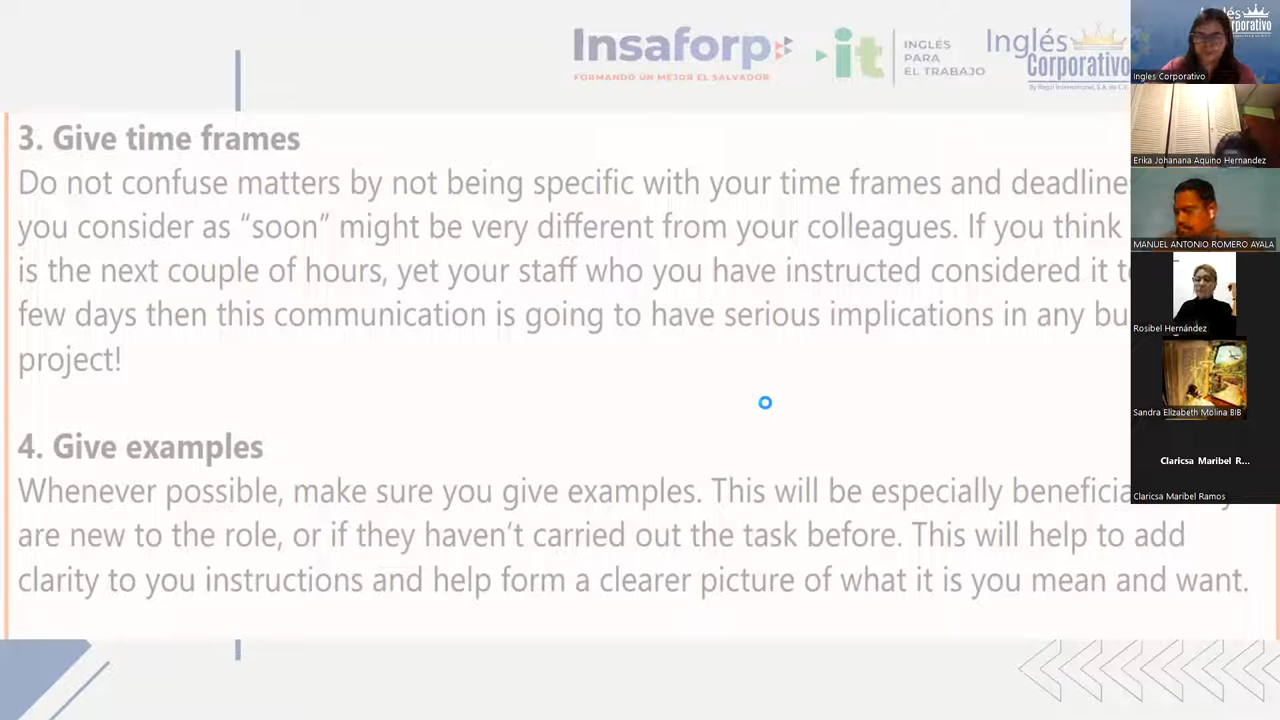 Insaforp
FORMANDO UN MEJOR EL SALVADOR
it
INGLÉS
PARA
EL TRABAJO
Inglés
Corporativo
By Regal International, S.A. de C.V.
3. Give time frames
Do not confuse matters by not being specific with your time frames and deadline
you consider as “soon” might be very different from your colleagues. If you think
is the next couple of hours, yet your staff who you have instructed considered it
few days then this communication is going to have serious implications in any bu
project!
4. Give examples
Whenever possible, make sure you give examples. This will be especially beneficia
are new to the role, or if they haven’t carried out the task before. This will help to add
clarity to you instructions and help form a clearer picture of what it is you mean and want.
Ingles Corporativo
Erika Johanana Aquino Hernandez
MANUEL ANTONIO ROMERO AYALA
Rosibel Hernández
Sandra Elizabeth Molina BIB
Claricsa Maribel R...
Claricsa Maribel Ramos